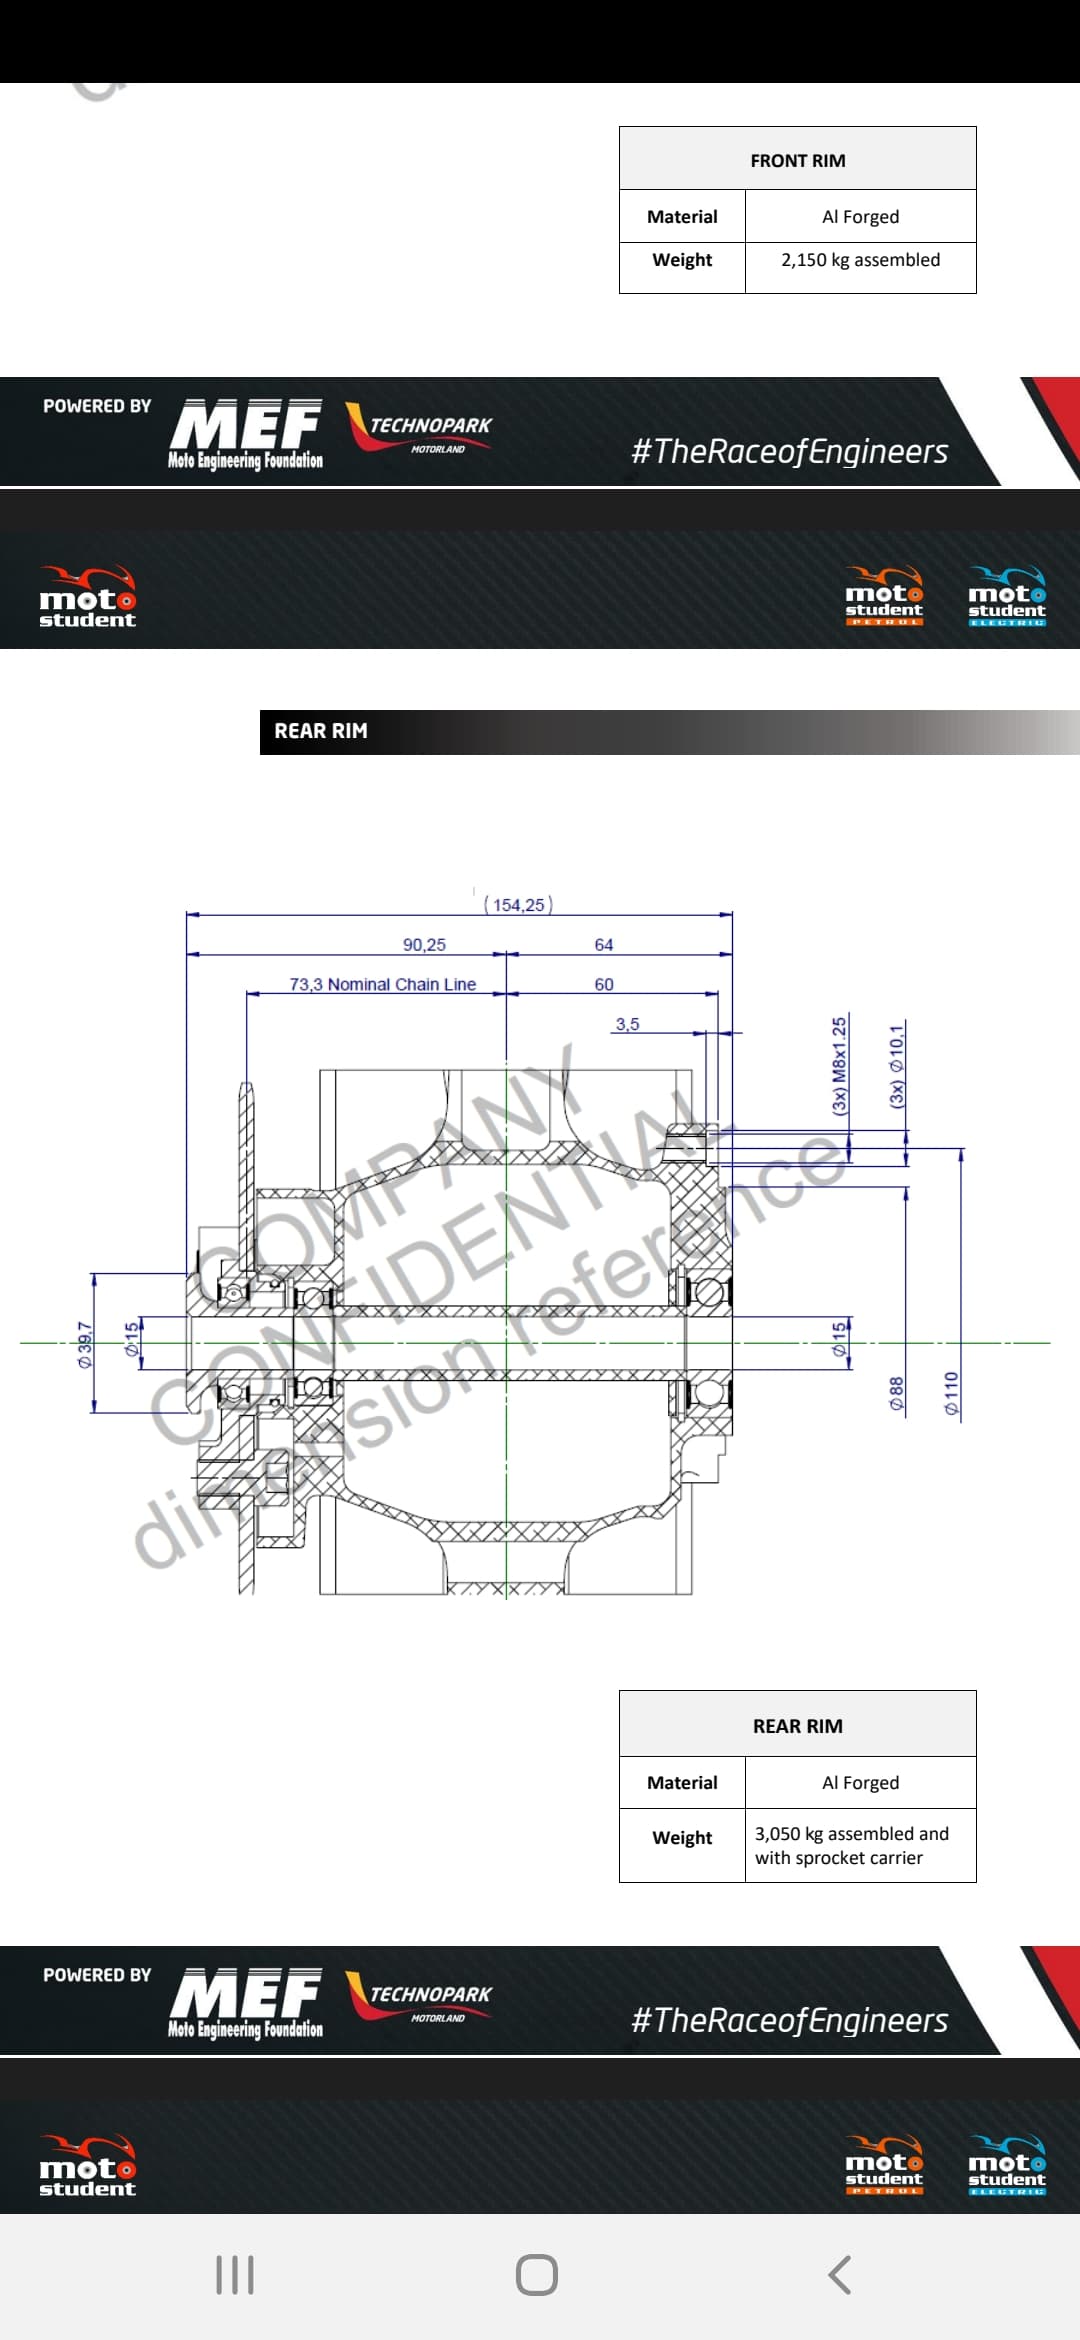 FRONT RIM
Material Al Forged
Weight 2,150 kg assembled
POWERED BY
MEF
Moto Engineering Foundation
TECHNOPARK
MOTORLAND
#TheRaceofEngineers
moto
student
moto
student
PETROL
moto
student
ELECTRIC
REAR RIM
(154,25)
90,25
64
73,3 Nominal Chain Line
60
3,5
(3x) M8x1.25
(3x) Ø10,1
COMPANY
CONFIDENTIAL
dimension reference
Ø39,7
Ø15
Ø15
Ø88
Ø110
REAR RIM
Material Al Forged
Weight 3,050 kg assembled and
with sprocket carrier
POWERED BY
MEF
Moto Engineering Foundation
TECHNOPARK
MOTORLAND
#TheRaceofEngineers
moto
student
moto
student
PETROL
moto
student
ELECTRIC